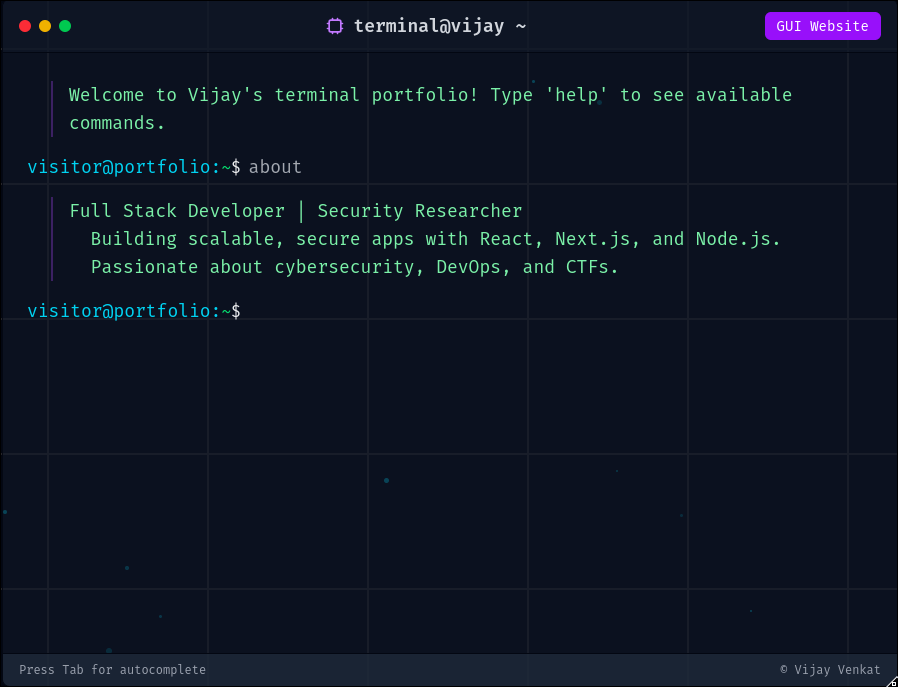 terminal@vijay ~
GUI Website
Welcome to Vijay's terminal portfolio! Type 'help' to see available
commands.
visitor@portfolio:~$ about
Full Stack Developer | Security Researcher
Building scalable, secure apps with React, Next.js, and Node.js.
Passionate about cybersecurity, DevOps, and CTFs.
visitor@portfolio:~$
Press Tab for autocomplete
© Vijay Venkat